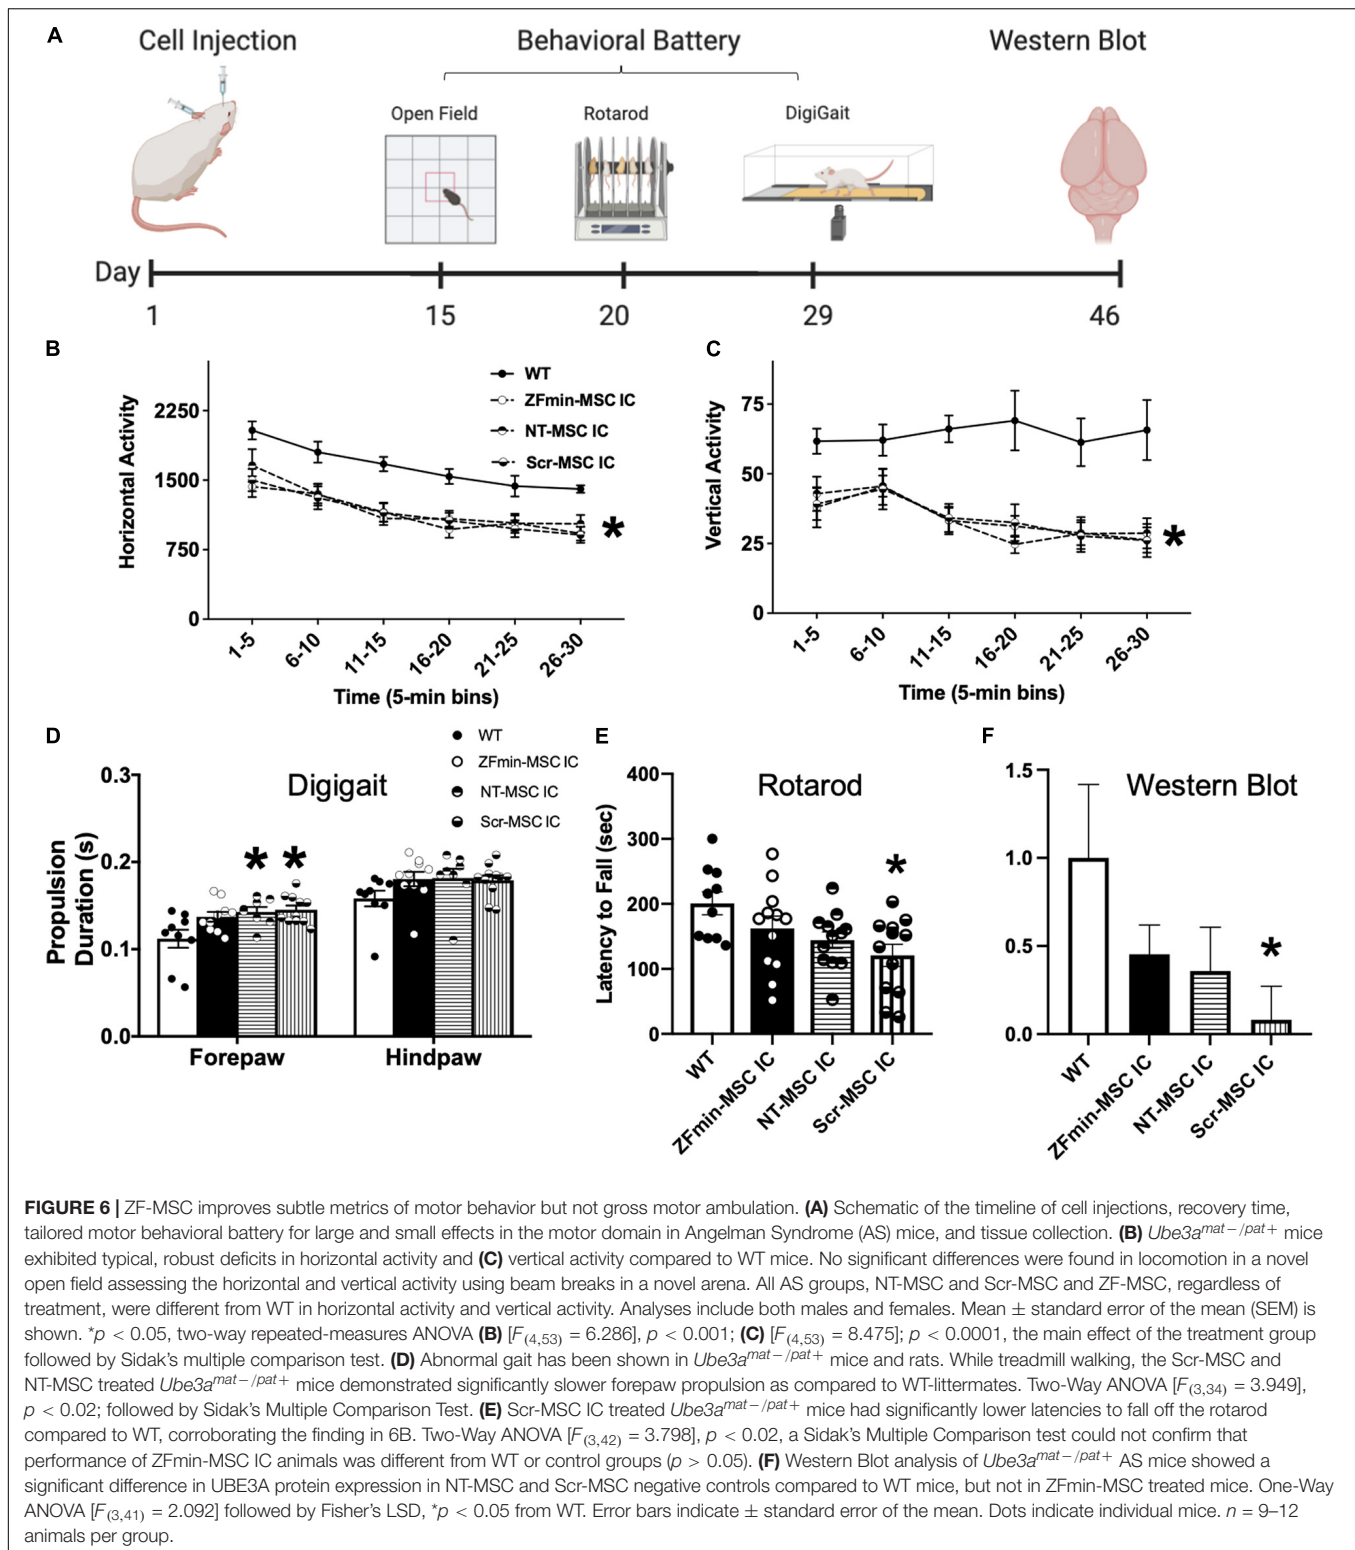 A
Cell Injection
Behavioral Battery
Western Blot
Open Field
Rotarod
DigiGait
Day
1
15
20
29
46
B
Horizontal Activity
2250
1500
750
0
WT
ZFmin-MSC IC
NT-MSC IC
Scr-MSC IC
*
1-5
6-10
11-15
16-20
21-25
26-30
Time (5-min bins)
C
Vertical Activity
75
50
25
0
*
1-5
6-10
11-15
16-20
21-25
26-30
Time (5-min bins)
D
Digigait
WT
ZFmin-MSC IC
NT-MSC IC
Scr-MSC IC
Propulsion
Duration (s)
0.3
0.2
0.1
0.0
* *
Forepaw
Hindpaw
E
Rotarod
Latency to Fall (sec)
400
300
200
100
0
*
WT
ZFmin-MSC IC
NT-MSC IC
Scr-MSC IC
F
Western Blot
1.5
1.0
0.5
0.0
*
WT
ZFmin-MSC IC
NT-MSC IC
Scr-MSC IC
FIGURE 6 | ZF-MSC improves subtle metrics of motor behavior but not gross motor ambulation. (A) Schematic of the timeline of cell injections, recovery time,
tailored motor behavioral battery for large and small effects in the motor domain in Angelman Syndrome (AS) mice, and tissue collection. (B) Ube3a^mat−/pat+ mice
exhibited typical, robust deficits in horizontal activity and (C) vertical activity compared to WT mice. No significant differences were found in locomotion in a novel
open field assessing the horizontal and vertical activity using beam breaks in a novel arena. All AS groups, NT-MSC and Scr-MSC and ZF-MSC, regardless of
treatment, were different from WT in horizontal activity and vertical activity. Analyses include both males and females. Mean ± standard error of the mean (SEM) is
shown. *p < 0.05, two-way repeated-measures ANOVA (B) [F(4,53) = 6.286], p < 0.001; (C) [F(4,53) = 8.475]; p < 0.0001, the main effect of the treatment group
followed by Sidak's multiple comparison test. (D) Abnormal gait has been shown in Ube3a^mat−/pat+ mice and rats. While treadmill walking, the Scr-MSC and
NT-MSC treated Ube3a^mat−/pat+ mice demonstrated significantly slower forepaw propulsion as compared to WT-littermates. Two-Way ANOVA [F(3,34) = 3.949],
p < 0.02; followed by Sidak's Multiple Comparison Test. (E) Scr-MSC IC treated Ube3a^mat−/pat+ mice had significantly lower latencies to fall off the rotarod
compared to WT, corroborating the finding in 6B. Two-Way ANOVA [F(3,42) = 3.798], p < 0.02, a Sidak's Multiple Comparison test could not confirm that
performance of ZFmin-MSC IC animals was different from WT or control groups (p > 0.05). (F) Western Blot analysis of Ube3a^mat−/pat+ AS mice showed a
significant difference in UBE3A protein expression in NT-MSC and Scr-MSC negative controls compared to WT mice, but not in ZFmin-MSC treated mice. One-Way
ANOVA [F(3,41) = 2.092] followed by Fisher's LSD, *p < 0.05 from WT. Error bars indicate ± standard error of the mean. Dots indicate individual mice. n = 9–12
animals per group.